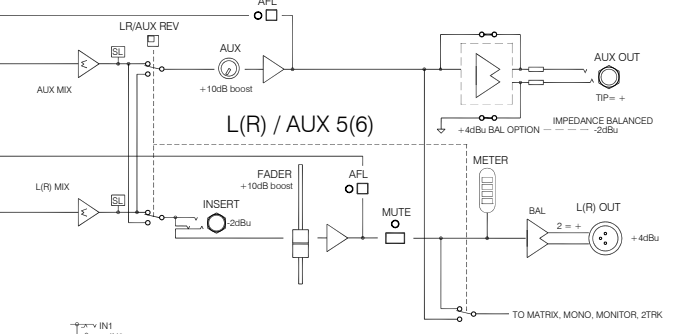 AFL
LR/AUX REV
SL
AUX
AUX OUT
AUX MIX
+10dB boost
TIP= +
L(R) / AUX 5(6)
IMPEDANCE BALANCED
+4dBu BAL OPTION
-2dBu
METER
FADER
+10dB boost
AFL
L(R) MIX
SL
INSERT
-2dBu
MUTE
BAL
L(R) OUT
2 = +
+4dBu
TO MATRIX, MONO, MONITOR, 2TRK
IN1